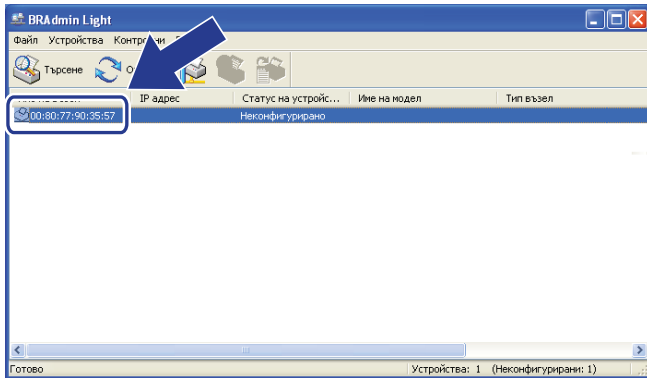 BRAdmin Light
Файл Устройства
Търсене
IP адрес Статус на устройс... Име на модел Тип възел
00:80:77:90:35:57 Неконфигурирано
Готово Устройства: 1 (Неконфигурирани: 1)